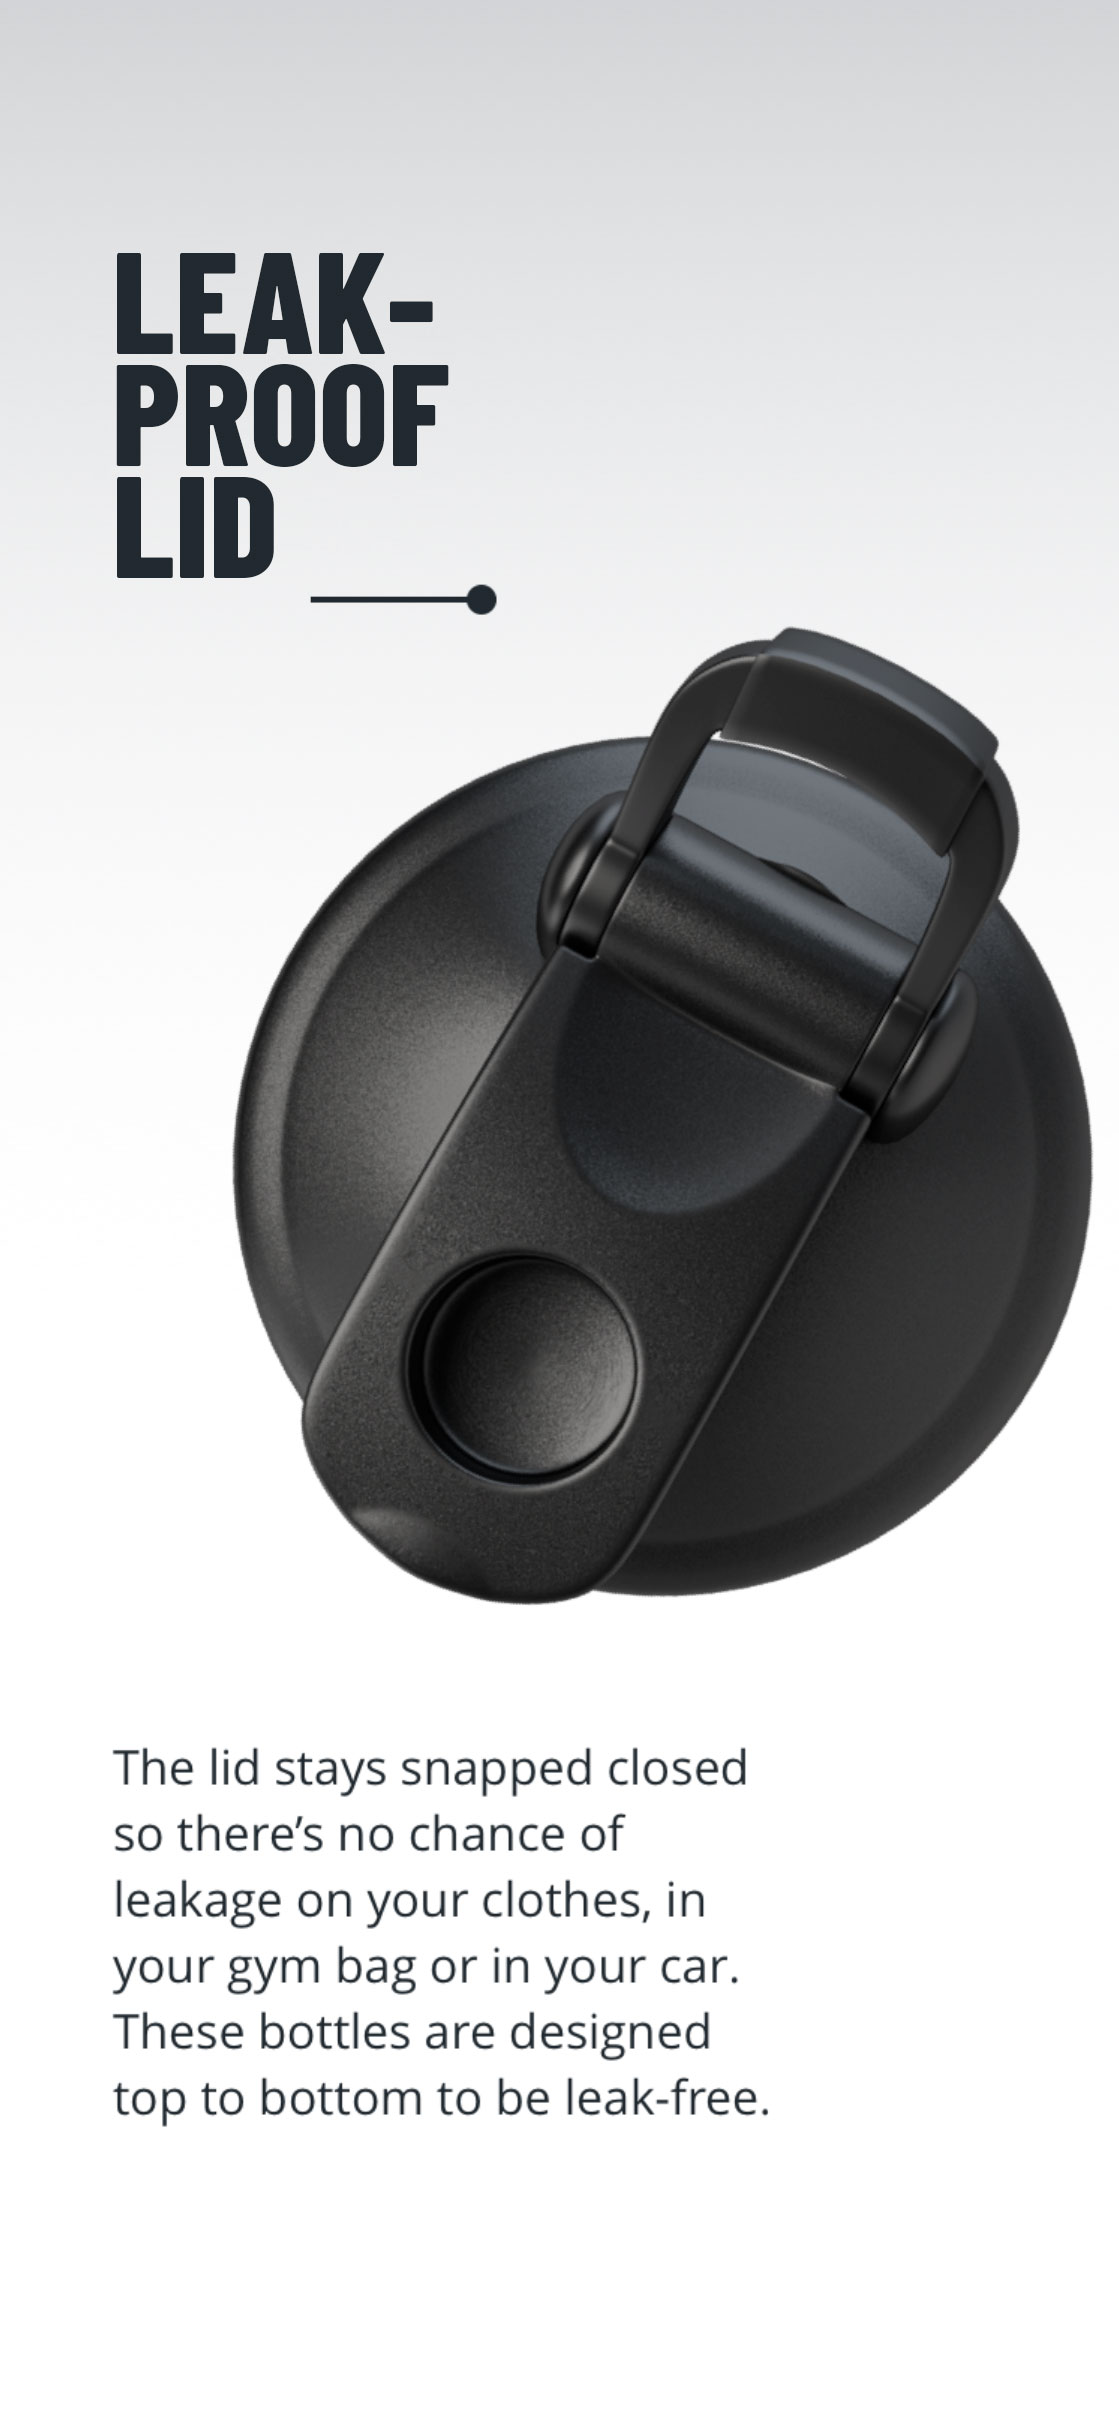 LEAK-
PROOF
LID
The lid stays snapped closed
so there’s no chance of
leakage on your clothes, in
your gym bag or in your car.
These bottles are designed
top to bottom to be leak-free.